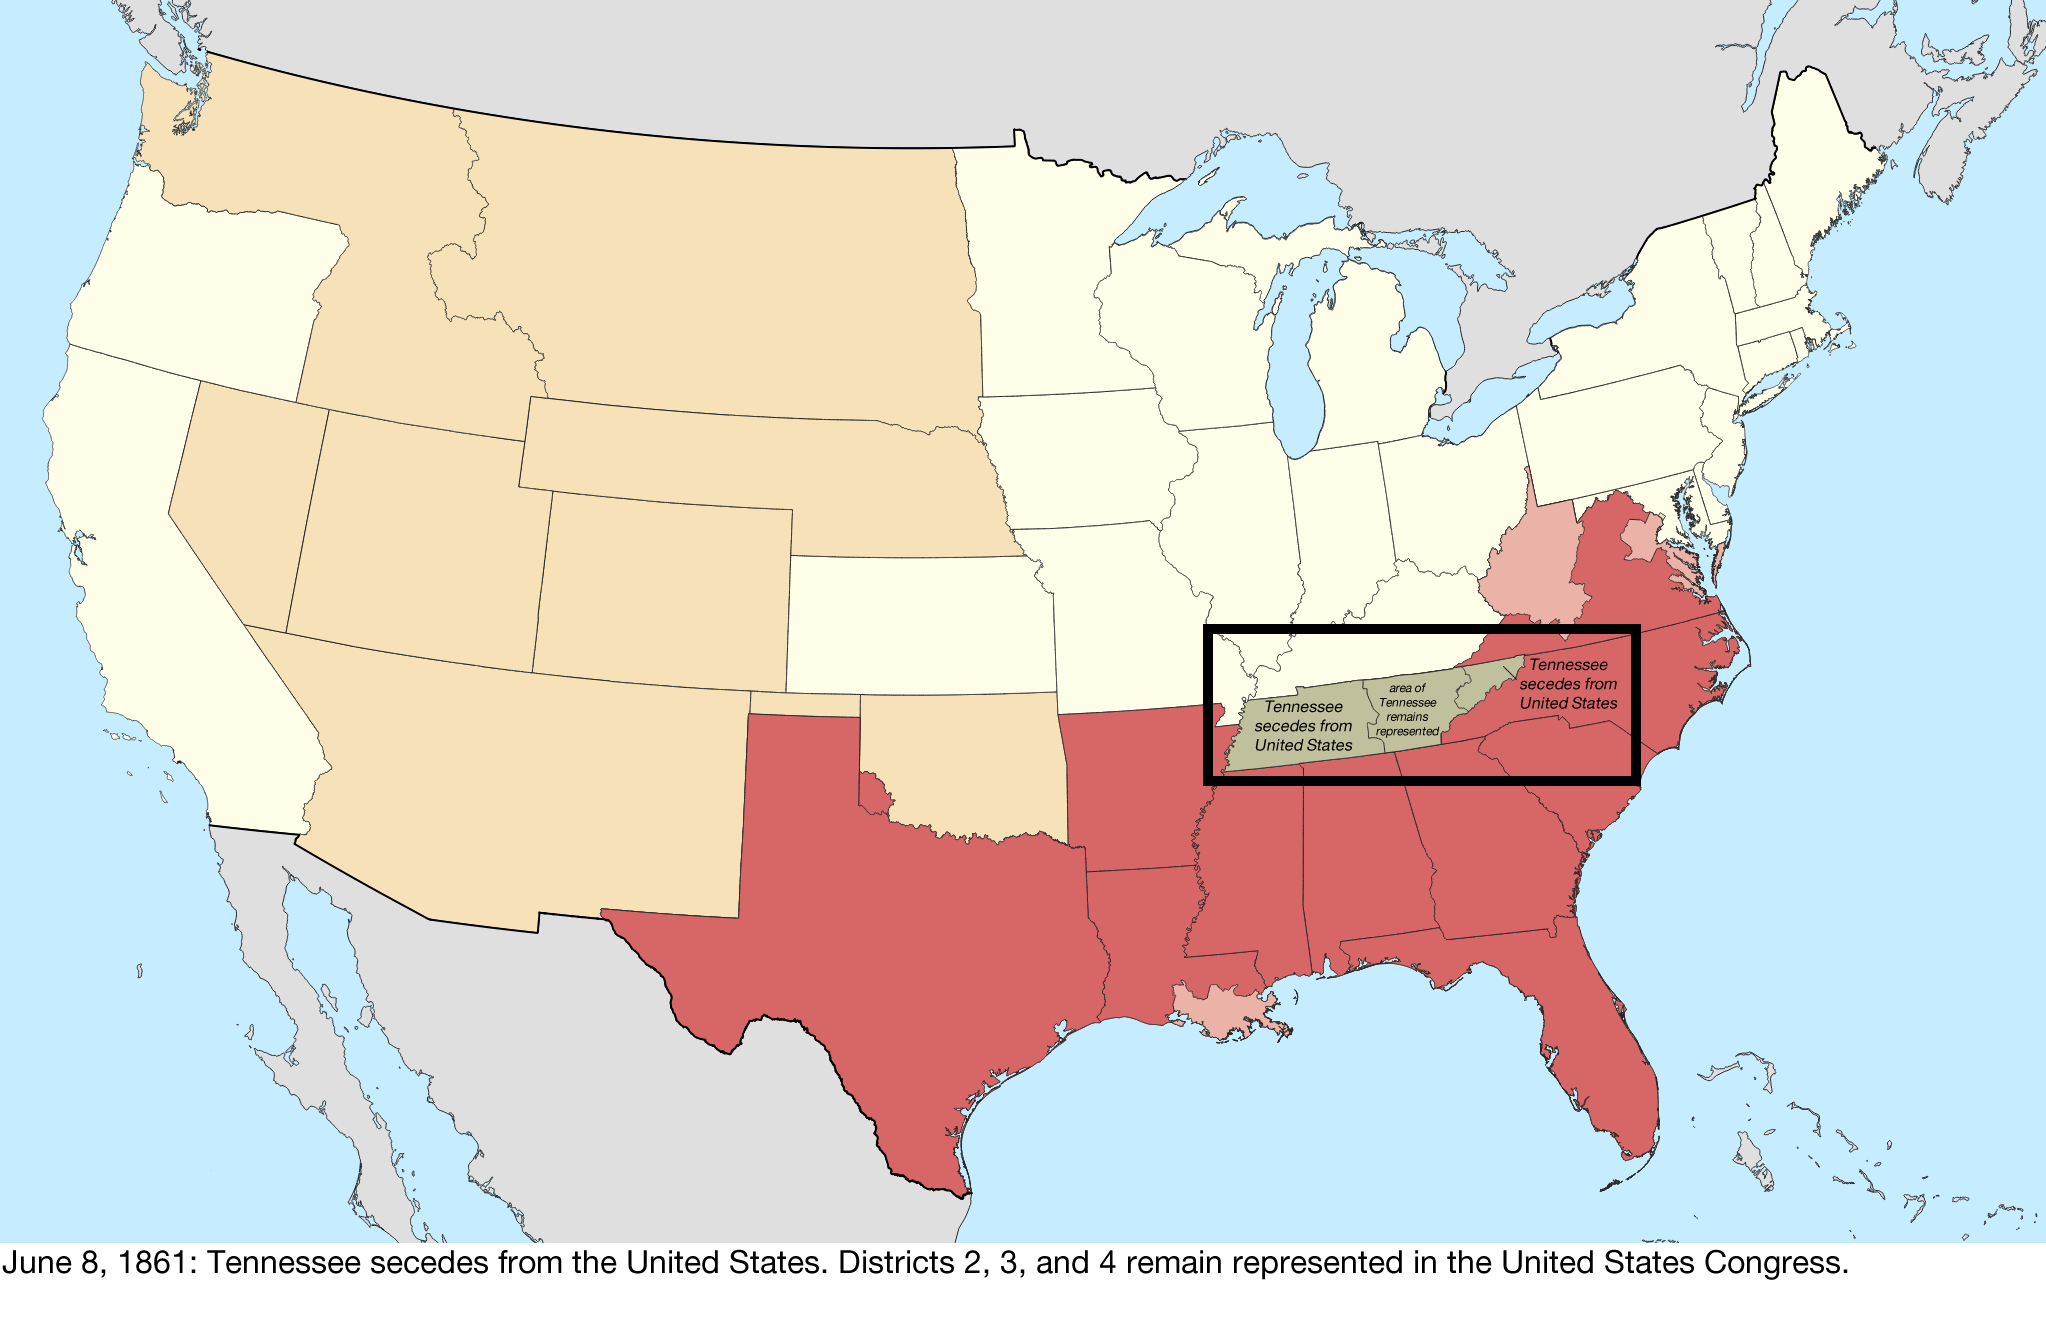 Tennessee
secedes from
United States
area of
Tennessee
remains
represented
Tennessee
secedes from
United States
June 8, 1861: Tennessee secedes from the United States. Districts 2, 3, and 4 remain represented in the United States Congress.